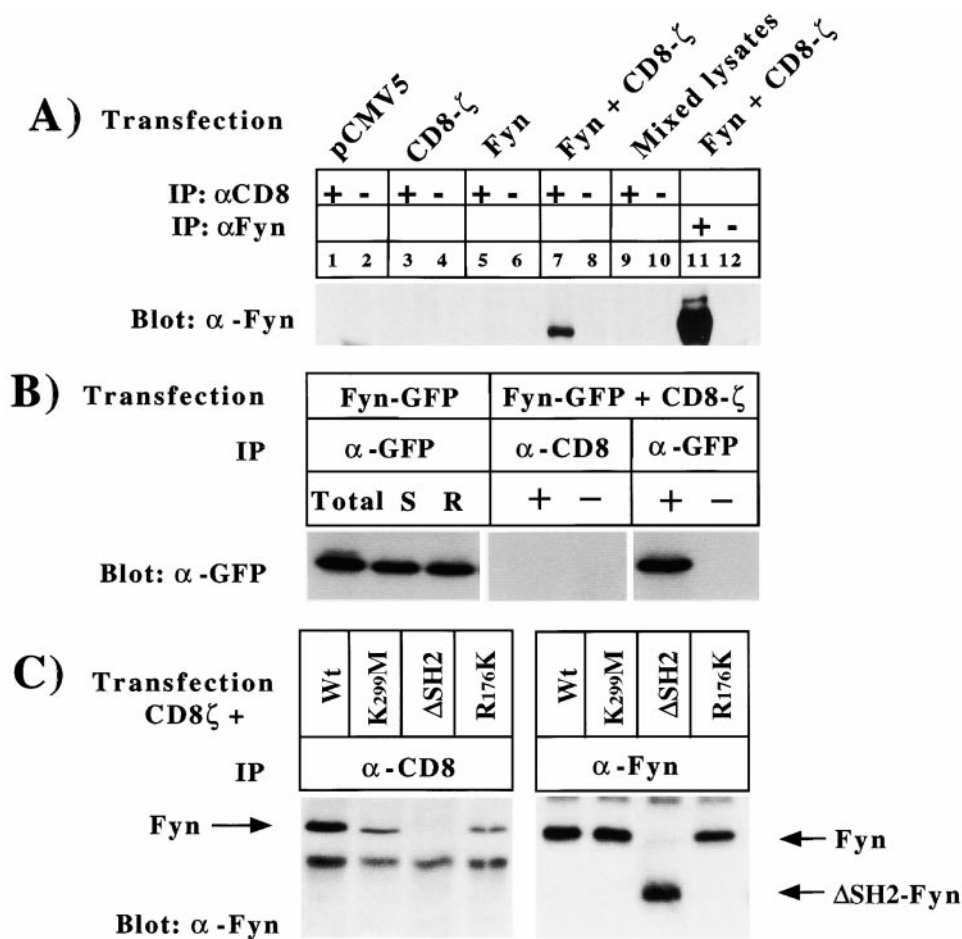 pCMV5
CD8-ζ
Fyn
Fyn + CD8-ζ
Mixed lysates
Fyn + CD8-ζ
A) Transfection
IP: αCD8 + - + - + - + - + -
IP: αFyn + -
1 2 3 4 5 6 7 8 9 10 11 12
Blot: α-Fyn
B) Transfection Fyn-GFP Fyn-GFP + CD8-ζ
IP α-GFP α-CD8 α-GFP
Total S R + − + −
Blot: α-GFP
C) Transfection
CD8ζ +
Wt K299M ΔSH2 R176K Wt K299M ΔSH2 R176K
IP α-CD8 α-Fyn
Fyn Fyn
ΔSH2-Fyn
Blot: α-Fyn